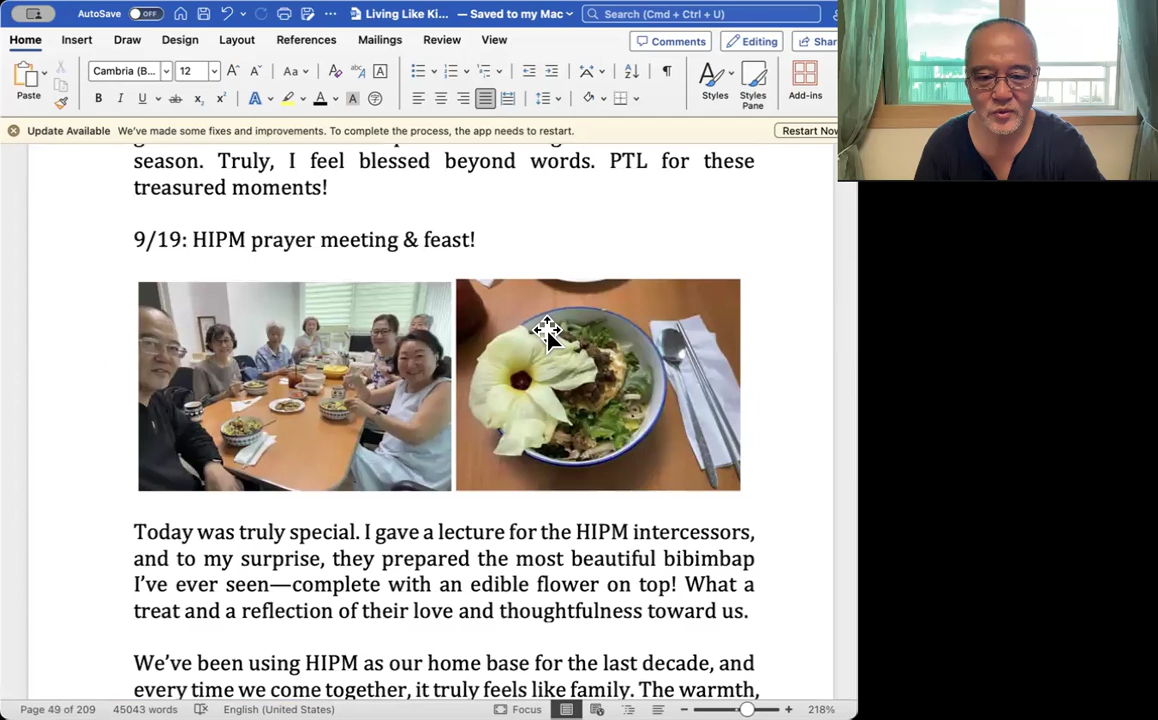 AutoSave OFF Living Like Ki... — Saved to my Mac Search (Cmd + Ctrl + U)
Home Insert Draw Design Layout References Mailings Review View Comments Editing Shar
Paste Cambria (B... 12 Styles Styles Pane Add-ins
Update Available We've made some fixes and improvements. To complete the process, the app needs to restart. Restart Now
season. Truly, I feel blessed beyond words. PTL for these
treasured moments!
9/19: HIPM prayer meeting & feast!
Today was truly special. I gave a lecture for the HIPM intercessors,
and to my surprise, they prepared the most beautiful bibimbap
I've ever seen—complete with an edible flower on top! What a
treat and a reflection of their love and thoughtfulness toward us.
We've been using HIPM as our home base for the last decade, and
every time we come together, it truly feels like family. The warmth,
Page 49 of 209 45043 words English (United States) Focus 218%